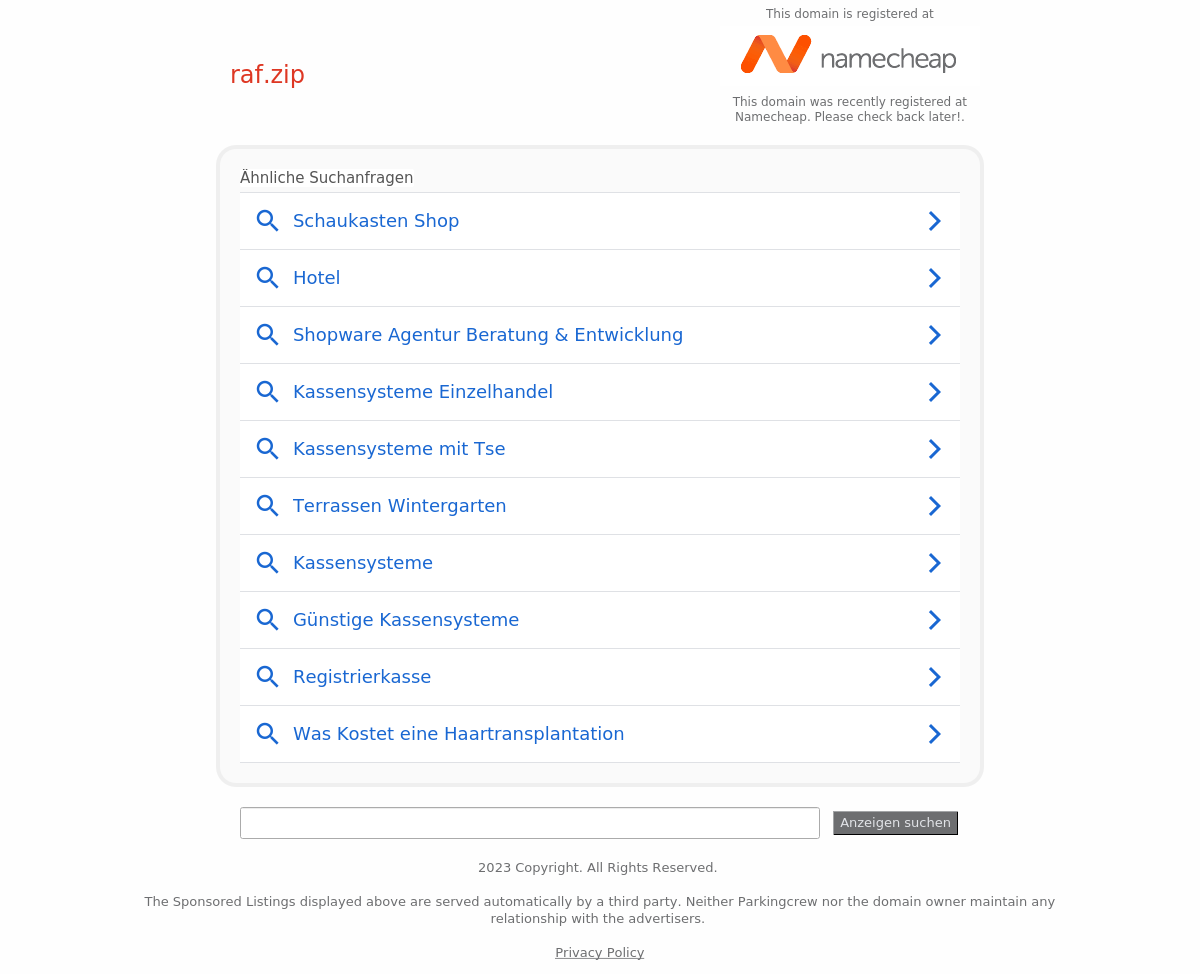 This domain is registered at
namecheap
raf.zip
This domain was recently registered at
Namecheap. Please check back later!.
Ähnliche Suchanfragen
Schaukasten Shop
Hotel
Shopware Agentur Beratung & Entwicklung
Kassensysteme Einzelhandel
Kassensysteme mit Tse
Terrassen Wintergarten
Kassensysteme
Günstige Kassensysteme
Registrierkasse
Was Kostet eine Haartransplantation
Anzeigen suchen
2023 Copyright. All Rights Reserved.
The Sponsored Listings displayed above are served automatically by a third party. Neither Parkingcrew nor the domain owner maintain any
relationship with the advertisers.
Privacy Policy